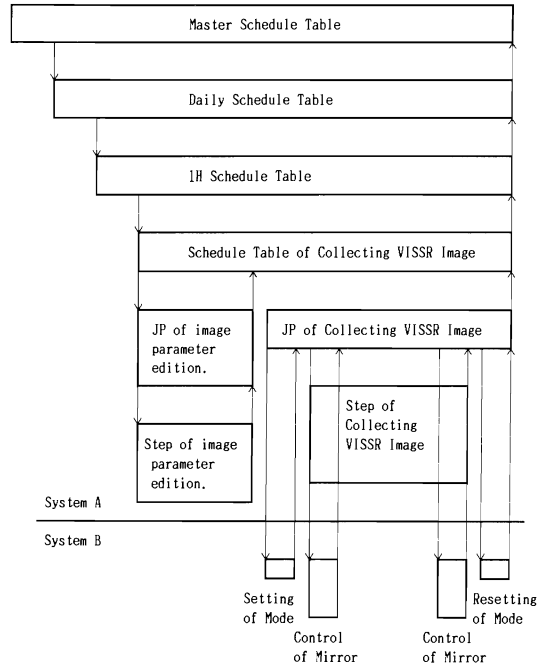 Master Schedule Table
Daily Schedule Table
1H Schedule Table
Schedule Table of Collecting VISSR Image
JP of image
parameter
edition.
JP of Collecting VISSR Image
Step of
Collecting
VISSR Image
Step of image
parameter
edition.
System A
System B
Setting
of Mode
Control
of Mirror
Control
of Mirror
Resetting
of Mode